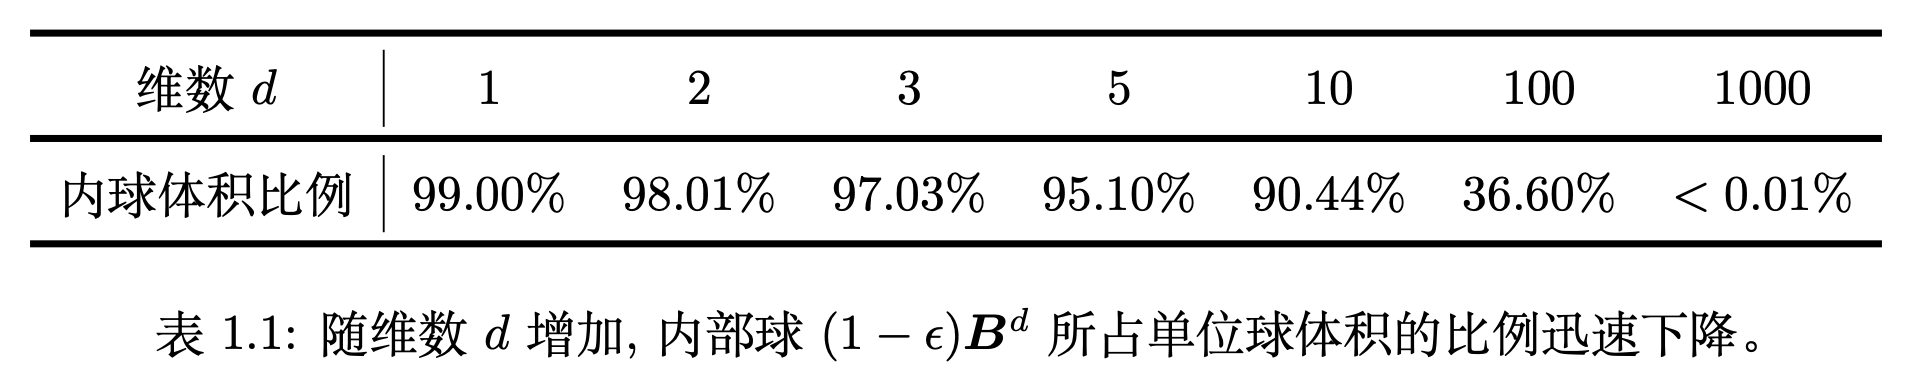 维数 d 1 2 3 5 10 100 1000
内球体积比例 99.00% 98.01% 97.03% 95.10% 90.44% 36.60% < 0.01%
表 1.1: 随维数 d 增加, 内部球 (1 − ϵ)B^d 所占单位球体积的比例迅速下降。